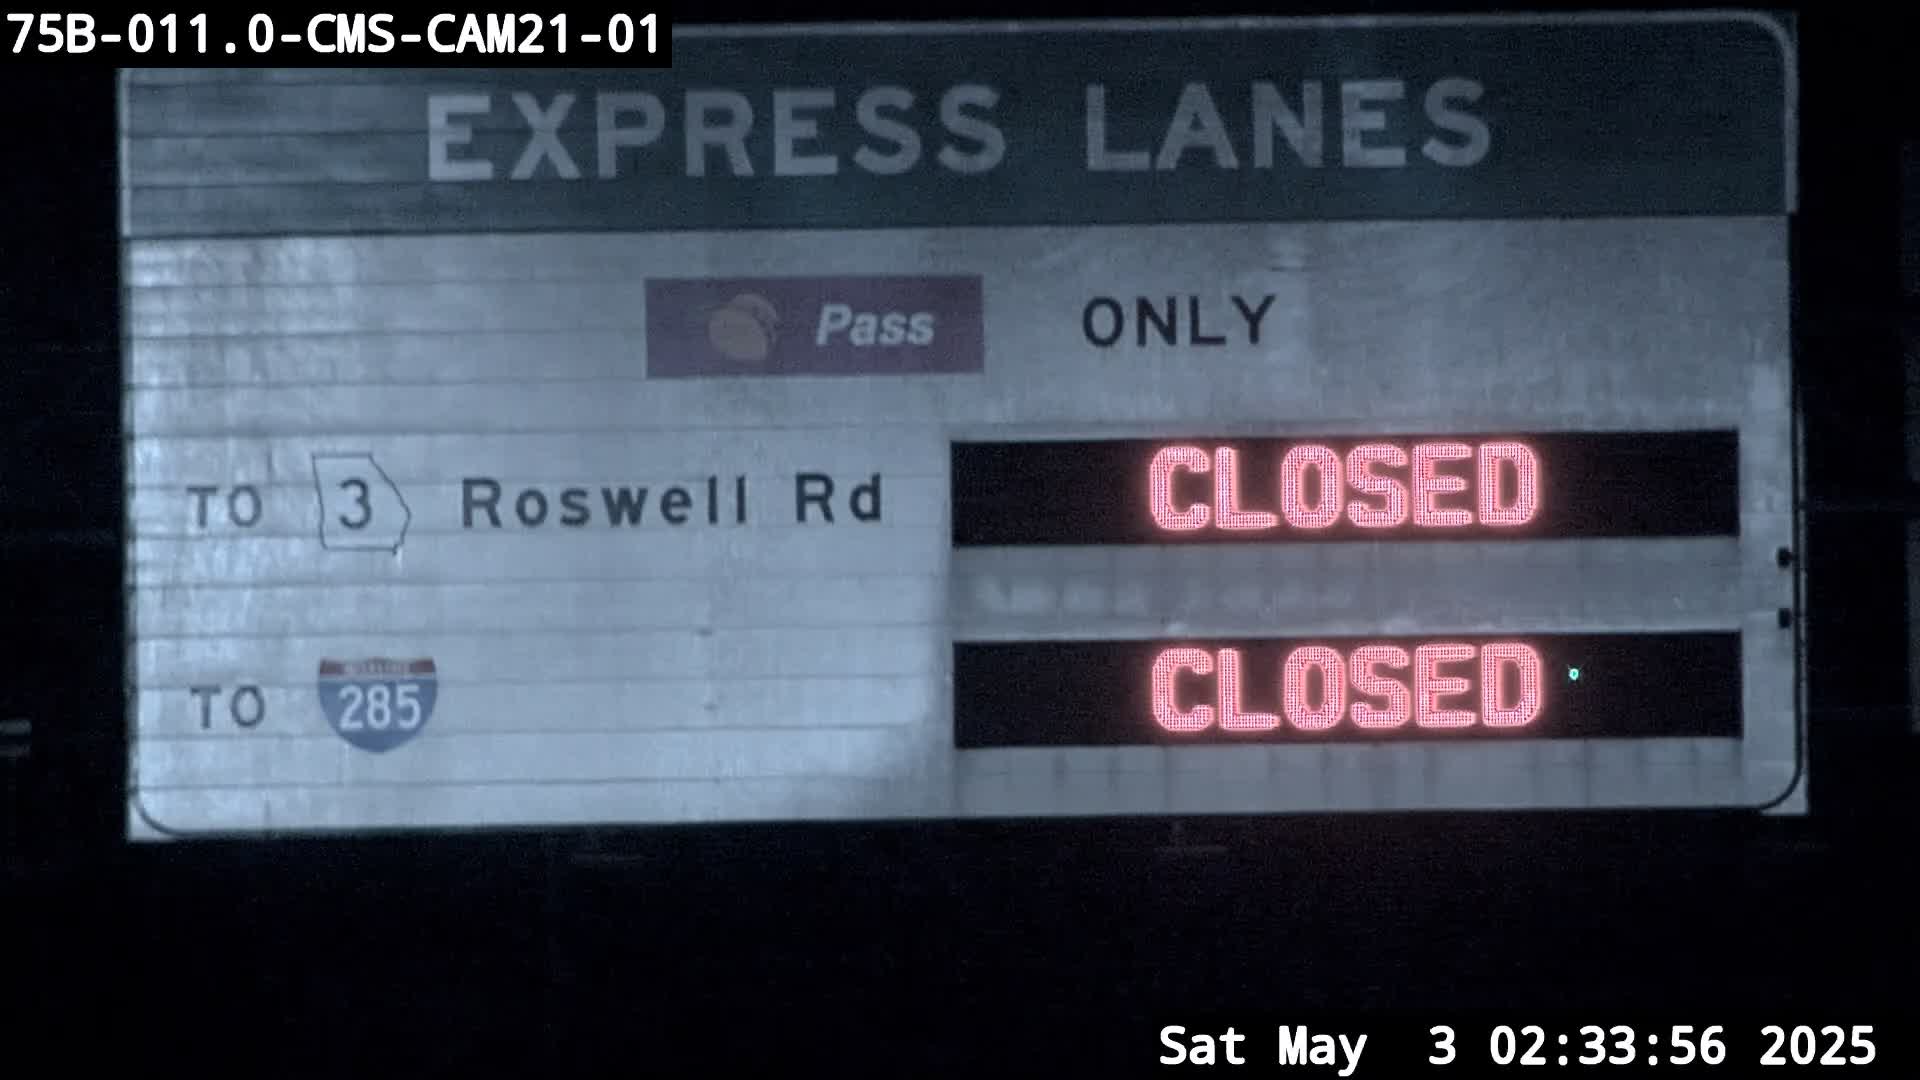 75B-011.0-CMS-CAM21-01
EXPRESS LANES
Pass ONLY
TO 3 Roswell Rd CLOSED
TO 285 CLOSED
Sat May 3 02:33:56 2025